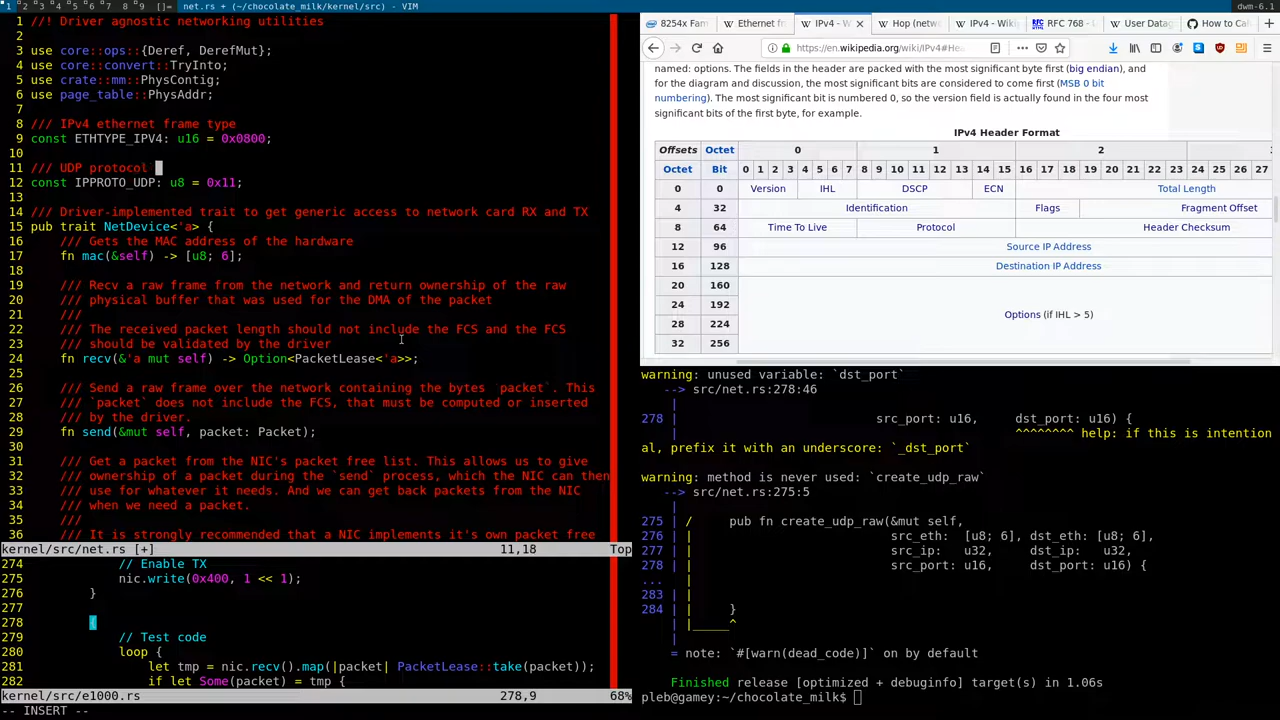 1 2 3 4 5 6 7 8 9 []= net.rs + (~/chocolate_milk/kernel/src) - VIM dwm-6.1
1 //! Driver agnostic networking utilities
2
3 use core::ops::{Deref, DerefMut};
4 use core::convert::TryInto;
5 use crate::mm::PhysContig;
6 use page_table::PhysAddr;
7
8 /// IPv4 ethernet frame type
9 const ETHTYPE_IPV4: u16 = 0x0800;
10
11 /// UDP protocol
12 const IPPROTO_UDP: u8 = 0x11;
13
14 /// Driver-implemented trait to get generic access to network card RX and TX
15 pub trait NetDevice<'a> {
16 /// Gets the MAC address of the hardware
17 fn mac(&self) -> [u8; 6];
18
19 /// Recv a raw frame from the network and return ownership of the raw
20 /// physical buffer that was used for the DMA of the packet
21 ///
22 /// The received packet length should not include the FCS and the FCS
23 /// should be validated by the driver
24 fn recv(&'a mut self) -> Option<PacketLease<'a>>;
25
26 /// Send a raw frame over the network containing the bytes `packet`. This
27 /// `packet` does not include the FCS, that must be computed or inserted
28 /// by the driver.
29 fn send(&mut self, packet: Packet);
30
31 /// Get a packet from the NIC's packet free list. This allows us to give
32 /// ownership of a packet during the `send` process, which the NIC can then
33 /// use for whatever it needs. And we can get back packets from the NIC
34 /// when we need a packet.
35 ///
36 /// It is strongly recommended that a NIC implements it's own packet free
kernel/src/net.rs [+] 11,18 Top
274 // Enable TX
275 nic.write(0x400, 1 << 1);
276 }
277
278 {
279 // Test code
280 loop {
281 let tmp = nic.recv().map(|packet| PacketLease::take(packet));
282 if let Some(packet) = tmp {
kernel/src/e1000.rs 278,9 68%
-- INSERT --
8254x Fam Ethernet fr IPv4 - Wi Hop (netw IPv4 - Wiki RFC 768 - User Datag How to Ca
https://en.wikipedia.org/wiki/IPv4#Hea
named: options. The fields in the header are packed with the most significant byte first (big endian), and
for the diagram and discussion, the most significant bits are considered to come first (MSB 0 bit
numbering). The most significant bit is numbered 0, so the version field is actually found in the four most
significant bits of the first byte, for example.
IPv4 Header Format
Offsets Octet 0 1 2
Octet Bit 0 1 2 3 4 5 6 7 8 9 10 11 12 13 14 15 16 17 18 19 20 21 22 23 24 25 26 27
0 0 Version IHL DSCP ECN Total Length
4 32 Identification Flags Fragment Offset
8 64 Time To Live Protocol Header Checksum
12 96 Source IP Address
16 128 Destination IP Address
20 160
24 192
Options (if IHL > 5)
28 224
32 256
warning: unused variable: `dst_port`
--> src/net.rs:278:46
|
278 | src_port: u16, dst_port: u16) {
| ^^^^^^^^ help: if this is intention
al, prefix it with an underscore: `_dst_port`
warning: method is never used: `create_udp_raw`
--> src/net.rs:275:5
|
275 | / pub fn create_udp_raw(&mut self,
276 | | src_eth: [u8; 6], dst_eth: [u8; 6],
277 | | src_ip: u32, dst_ip: u32,
278 | | src_port: u16, dst_port: u16) {
... |
283 | |
284 | | }
| |_____^
|
= note: `#[warn(dead_code)]` on by default
Finished release [optimized + debuginfo] target(s) in 1.06s
pleb@gamey:~/chocolate_milk$